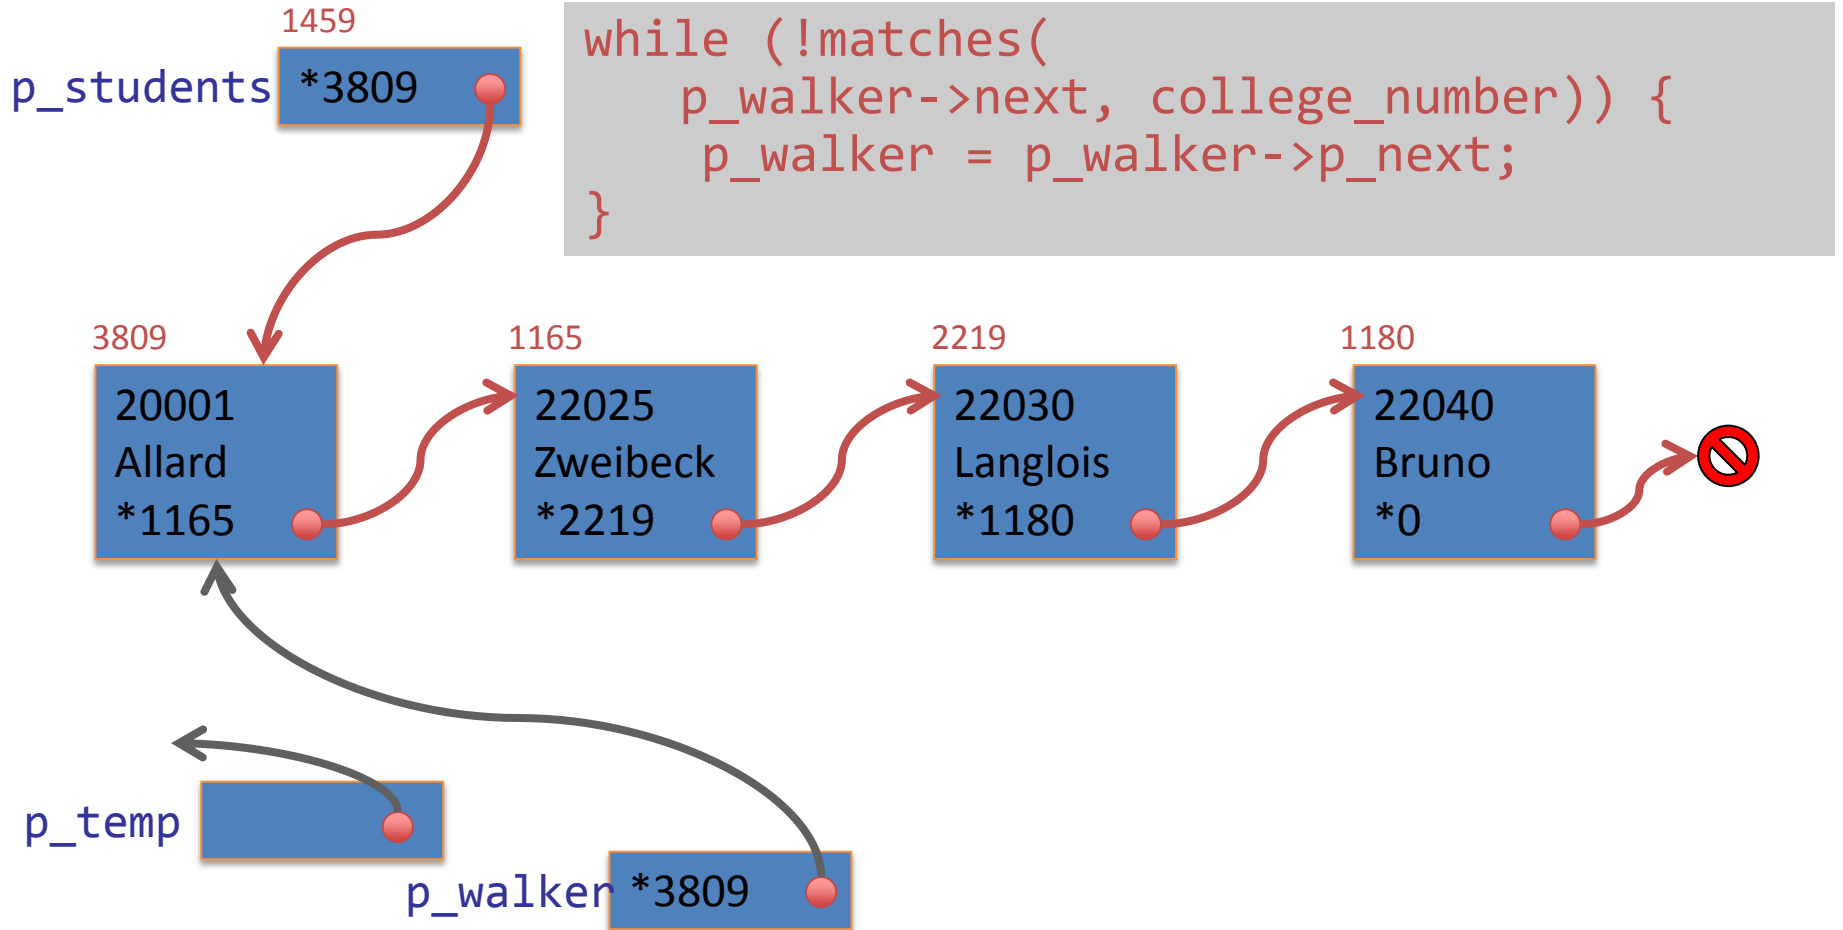 1459
p_students
*3809
while (!matches(
p_walker->next, college_number)) {
p_walker = p_walker->p_next;
}
3809
20001
Allard
*1165
1165
22025
Zweibeck
*2219
2219
22030
Langlois
*1180
1180
22040
Bruno
*0
p_temp
p_walker
*3809